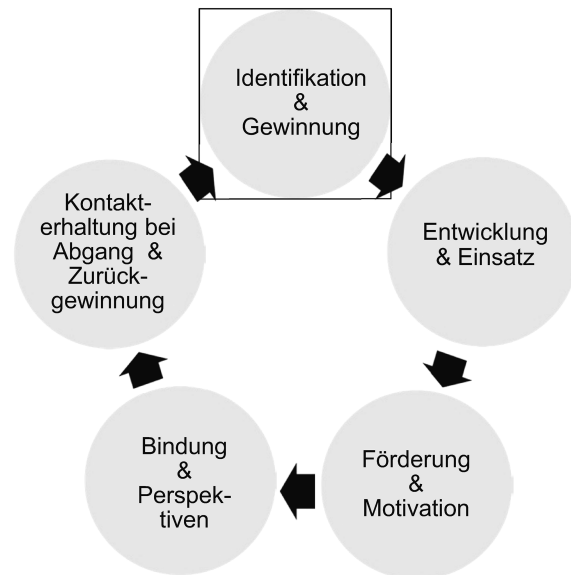 Identifikation
&
Gewinnung
Entwicklung
& Einsatz
Förderung
&
Motivation
Bindung
&
Perspek-
tiven
Kontakt-
erhaltung bei
Abgang &
Zurück-
gewinnung